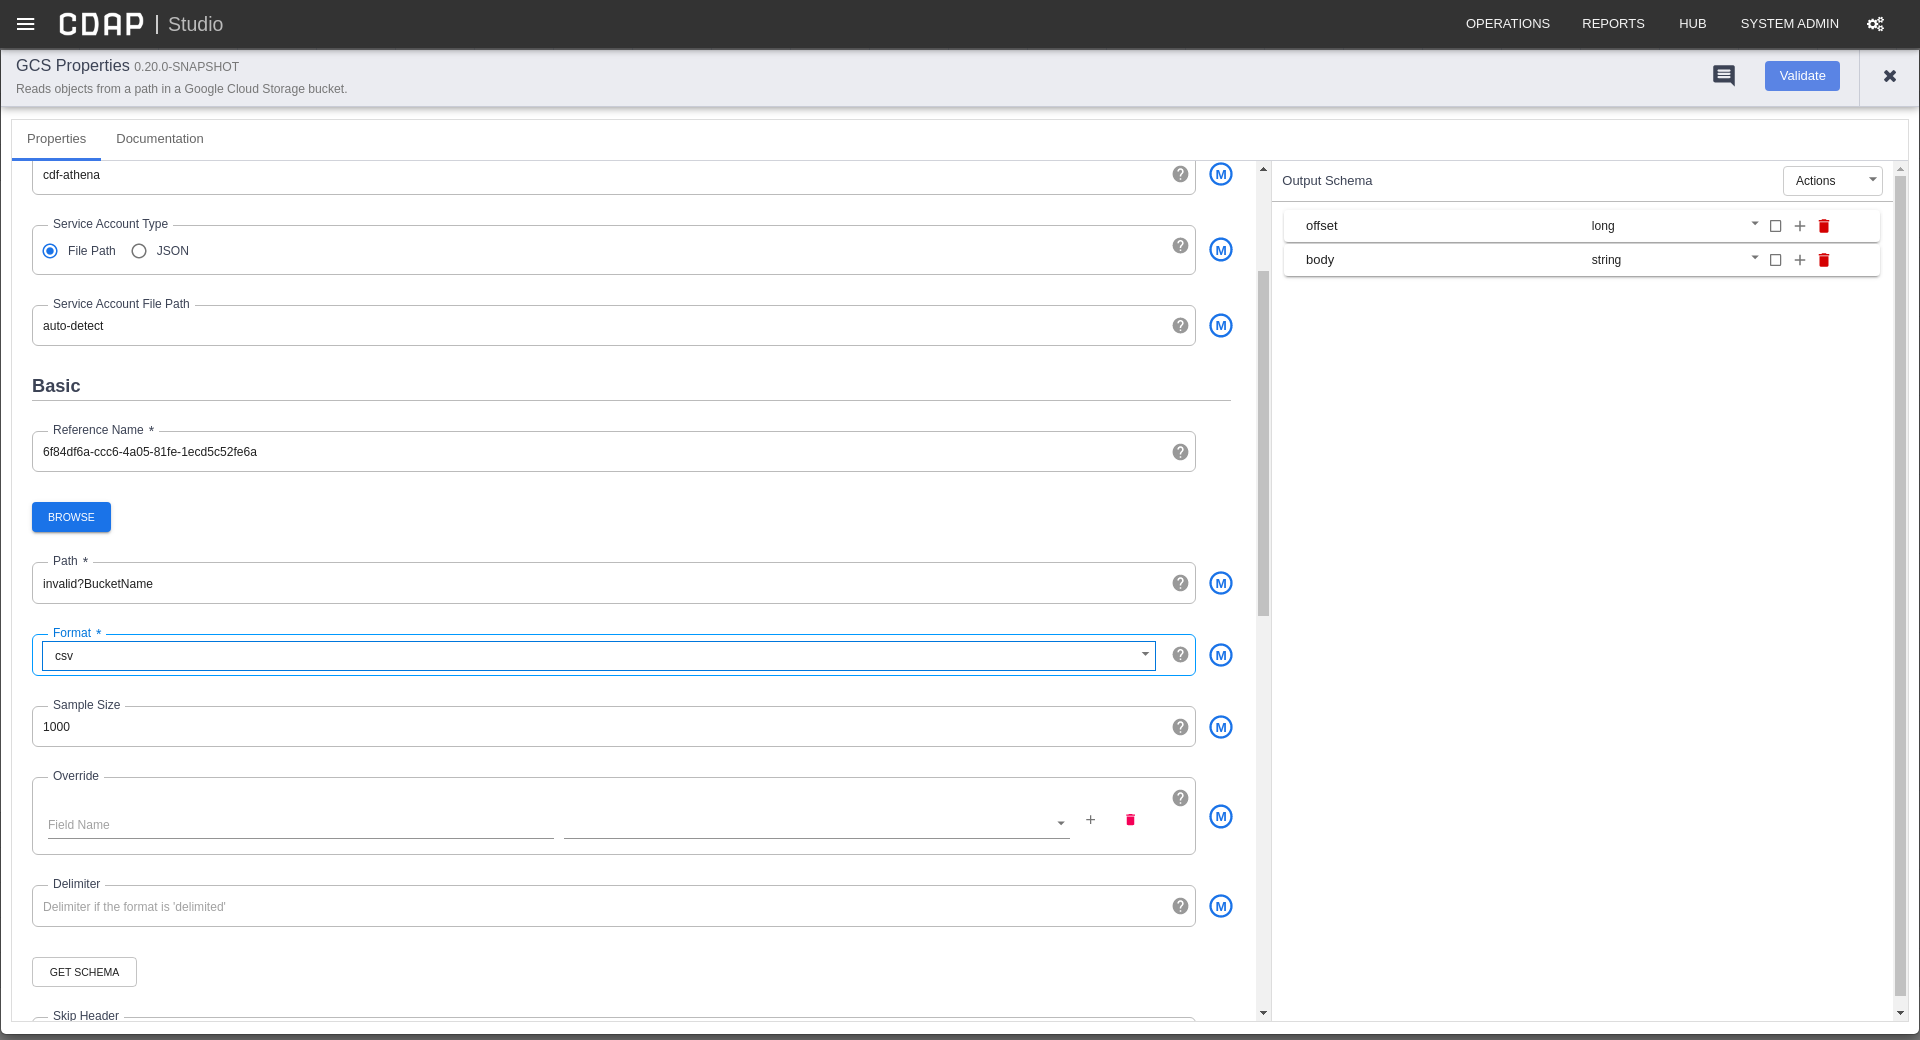 CDAP | Studio
OPERATIONS REPORTS HUB SYSTEM ADMIN
GCS Properties 0.20.0-SNAPSHOT
Reads objects from a path in a Google Cloud Storage bucket.
Validate
Properties Documentation
cdf-athena
M
Service Account Type
File Path JSON
M
Service Account File Path
auto-detect
M
Basic
Reference Name *
6f84df6a-ccc6-4a05-81fe-1ecd5c52fe6a
BROWSE
Path *
invalid?BucketName
M
Format *
csv
M
Sample Size
1000
M
Override
Field Name
M
Delimiter
Delimiter if the format is 'delimited'
M
GET SCHEMA
Skip Header
Output Schema
Actions
offset long
body string